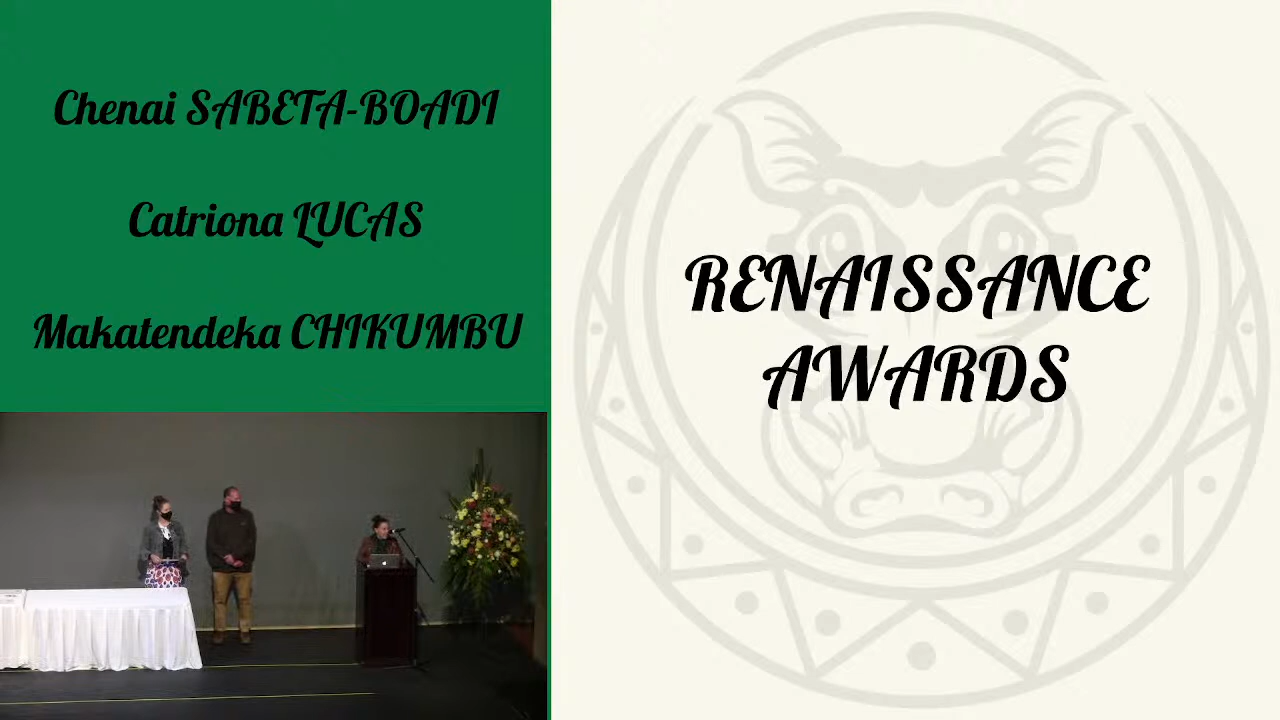 Chenai SABETA-BOADI
Catriona LUCAS
Makatendeka CHIKUMBU
RENAISSANCE
AWARDS